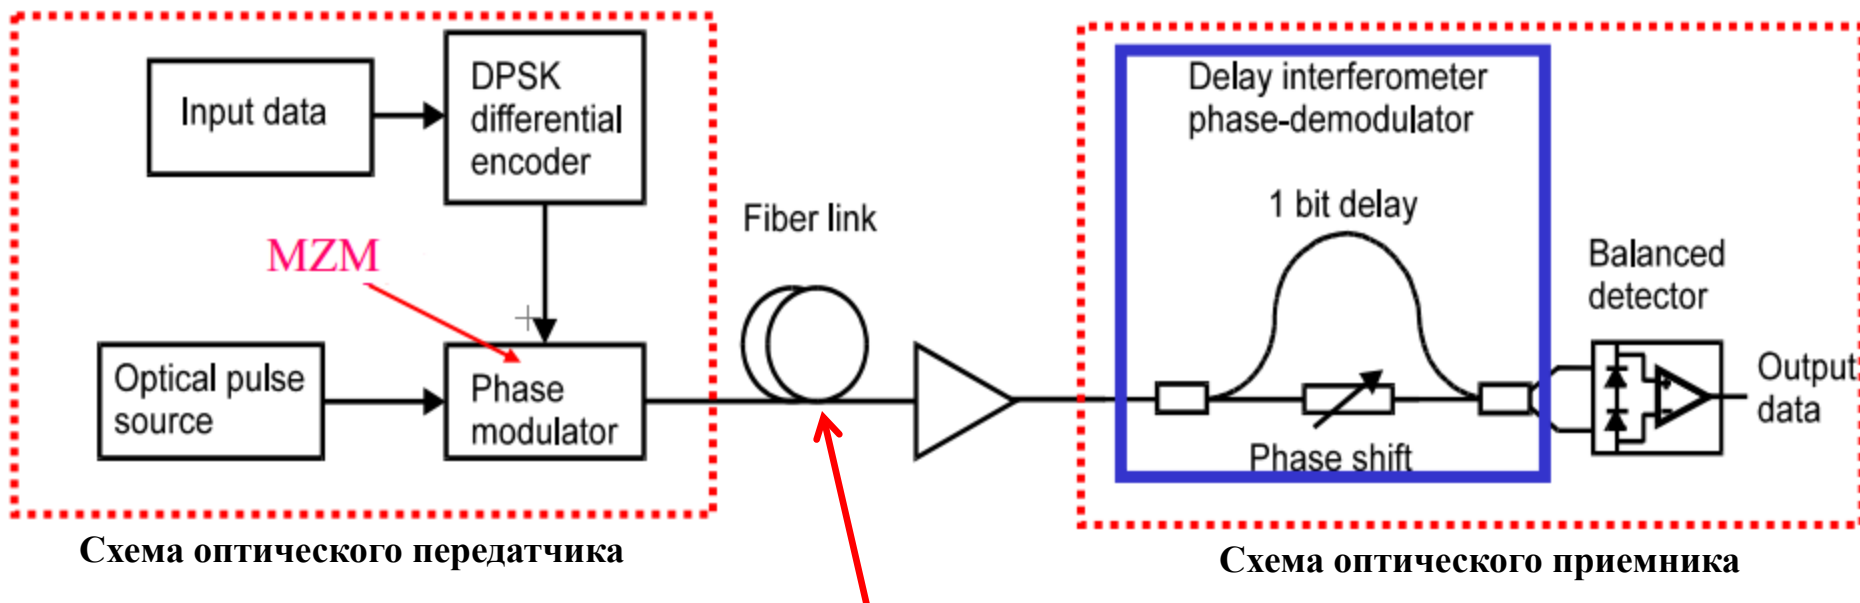 Input data
DPSK
differential
encoder
MZM
Optical pulse
source
Phase
modulator
Схема оптического передатчика
Fiber link
Delay interferometer
phase-demodulator
1 bit delay
Phase shift
Balanced
detector
Output
data
Схема оптического приемника